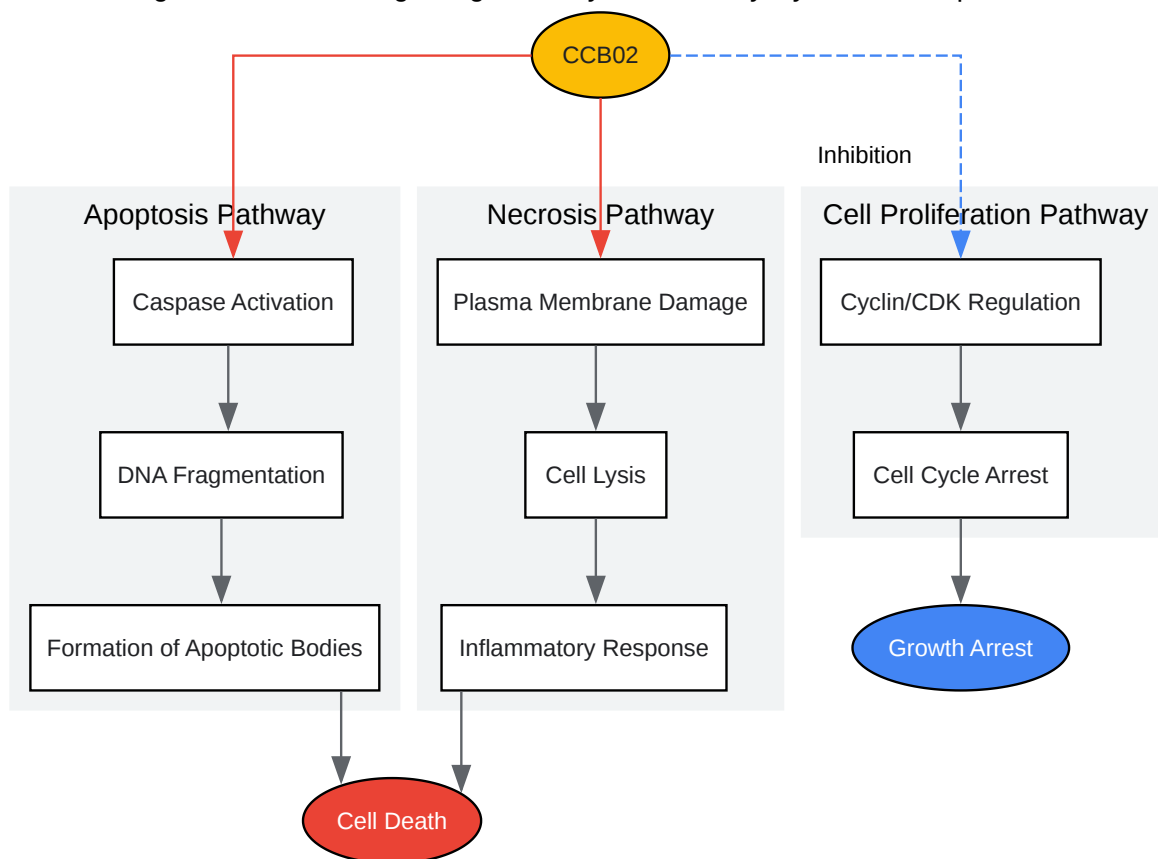 CCB02
Inhibition
Apoptosis Pathway
Necrosis Pathway
Cell Proliferation Pathway
Caspase Activation
Plasma Membrane Damage
Cyclin/CDK Regulation
DNA Fragmentation
Cell Lysis
Cell Cycle Arrest
Formation of Apoptotic Bodies
Inflammatory Response
Growth Arrest
Cell Death